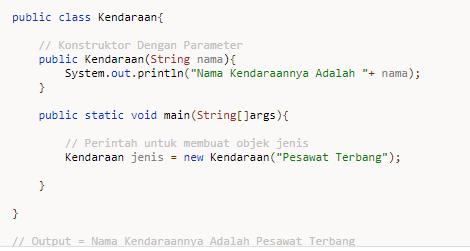 public class Kendaraan{
// Konstruktor Dengan Parameter
public Kendaraan(String nama){
System.out.println("Nama Kendaraannya Adalah "+ nama);
}
public static void main(String[]args){
// Perintah untuk membuat objek jenis
Kendaraan jenis = new Kendaraan("Pesawat Terbang");
}
}
// Output = Nama Kendaraannya Adalah Pesawat Terbang